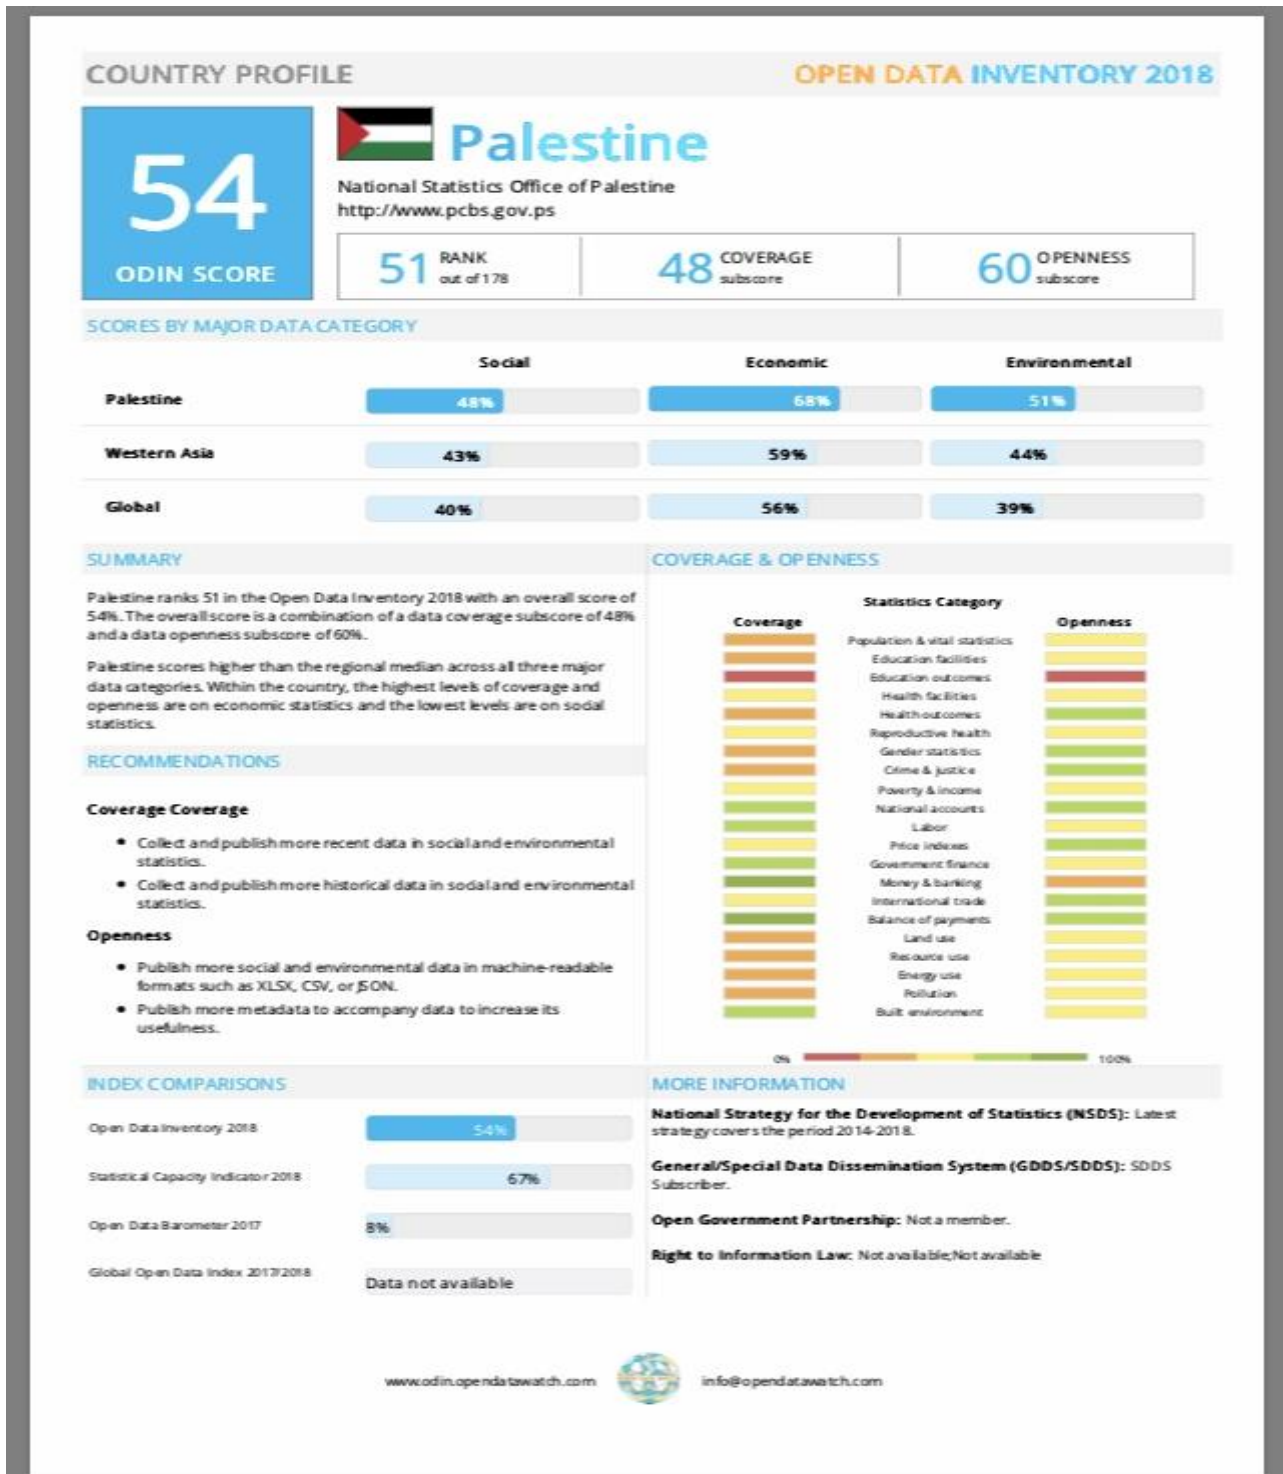 COUNTRY PROFILE
OPEN DATA INVENTORY 2018
54
ODIN SCORE
Palestine
National Statistics Office of Palestine
http://www.pcbs.gov.ps
51 RANK
out of 178
48 COVERAGE
subscore
60 OPENNESS
subscore
SCORES BY MAJOR DATA CATEGORY
Social Economic Environmental
Palestine 48% 68% 51%
Western Asia 43% 59% 44%
Global 40% 56% 39%
SUMMARY
Palestine ranks 51 in the Open Data Inventory 2018 with an overall score of
54%. The overall score is a combination of a data coverage subscore of 48%
and a data openness subscore of 60%.
Palestine scores higher than the regional median across all three major
data categories. Within the country, the highest levels of coverage and
openness are on economic statistics and the lowest levels are on social
statistics.
RECOMMENDATIONS
Coverage Coverage
• Collect and publish more recent data in social and environmental
statistics.
• Collect and publish more historical data in social and environmental
statistics.
Openness
• Publish more social and environmental data in machine-readable
formats such as XLSX, CSV, or JSON.
• Publish more metadata to accompany data to increase its
usefulness.
COVERAGE & OPENNESS
Statistics Category
Coverage Openness
Population & vital statistics
Education facilities
Education outcomes
Health facilities
Health outcomes
Reproductive health
Gender statistics
Crime & justice
Poverty & income
National accounts
Labor
Price indexes
Government finance
Money & banking
International trade
Balance of payments
Land use
Resource use
Energy use
Pollution
Built environment
0% 100%
INDEX COMPARISONS
Open Data Inventory 2018 54%
Statistical Capacity Indicator 2018 67%
Open Data Barometer 2017 8%
Global Open Data Index 2017/2018 Data not available
MORE INFORMATION
National Strategy for the Development of Statistics (NSDS): Latest
strategy covers the period 2014-2018.
General/Special Data Dissemination System (GDDS/SDDS): SDDS
Subscriber.
Open Government Partnership: Not a member.
Right to Information Law: Not available;Not available
www.odin.opendatawatch.com info@opendatawatch.com